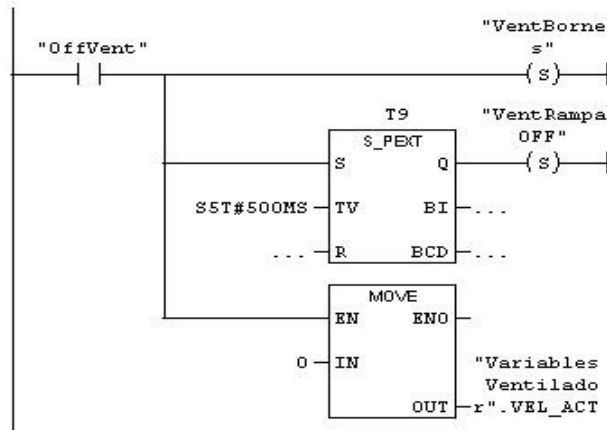 "VentBorne
"OffVent"
s"
S
T9
"VentRampa
S_PEXT
OFF"
S
Q
S
S5T#500MS
TV
BI
...
...
R
BCD
...
MOVE
EN
ENO
0
IN
"Variables
Ventilado
OUT
r".VEL_ACT